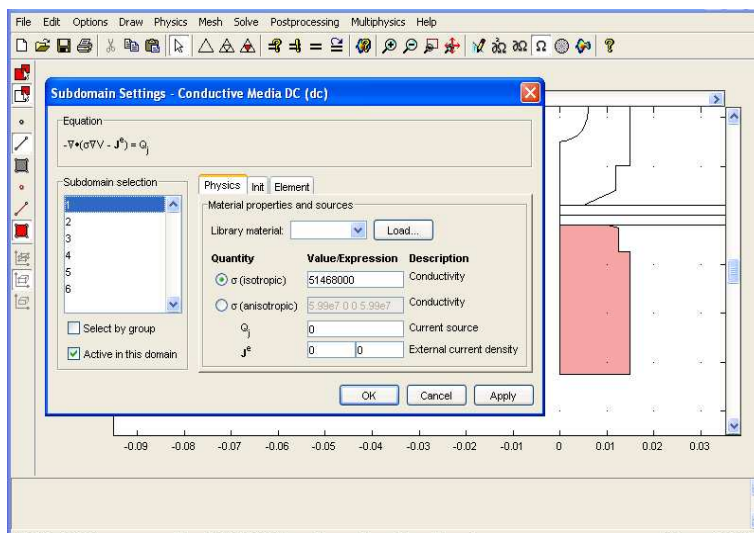 File Edit Options Draw Physics Mesh Solve Postprocessing Multiphysics Help
Subdomain Settings - Conductive Media DC (dc)
Equation
-∇•(σ∇V - Jᵉ) = Qⱼ
Subdomain selection
1
2
3
4
5
6
Select by group
Active in this domain
Physics Init Element
Material properties and sources
Library material: Load...
Quantity Value/Expression Description
σ (isotropic) 51468000 Conductivity
σ (anisotropic) 5.99e7 0 0 5.99e7 Conductivity
Qⱼ 0 Current source
Jᵉ 0 0 External current density
OK Cancel Apply
-0.09 -0.08 -0.07 -0.06 -0.05 -0.04 -0.03 -0.02 -0.01 0 0.01 0.02 0.03